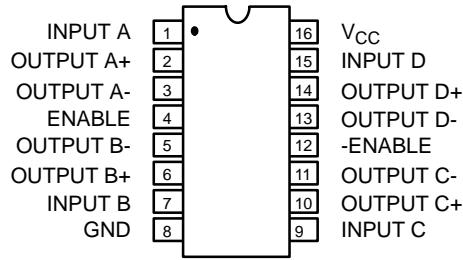 INPUT A 1 16 VCC
OUTPUT A+ 2 15 INPUT D
OUTPUT A- 3 14 OUTPUT D+
ENABLE 4 13 OUTPUT D-
OUTPUT B- 5 12 -ENABLE
OUTPUT B+ 6 11 OUTPUT C-
INPUT B 7 10 OUTPUT C+
GND 8 9 INPUT C